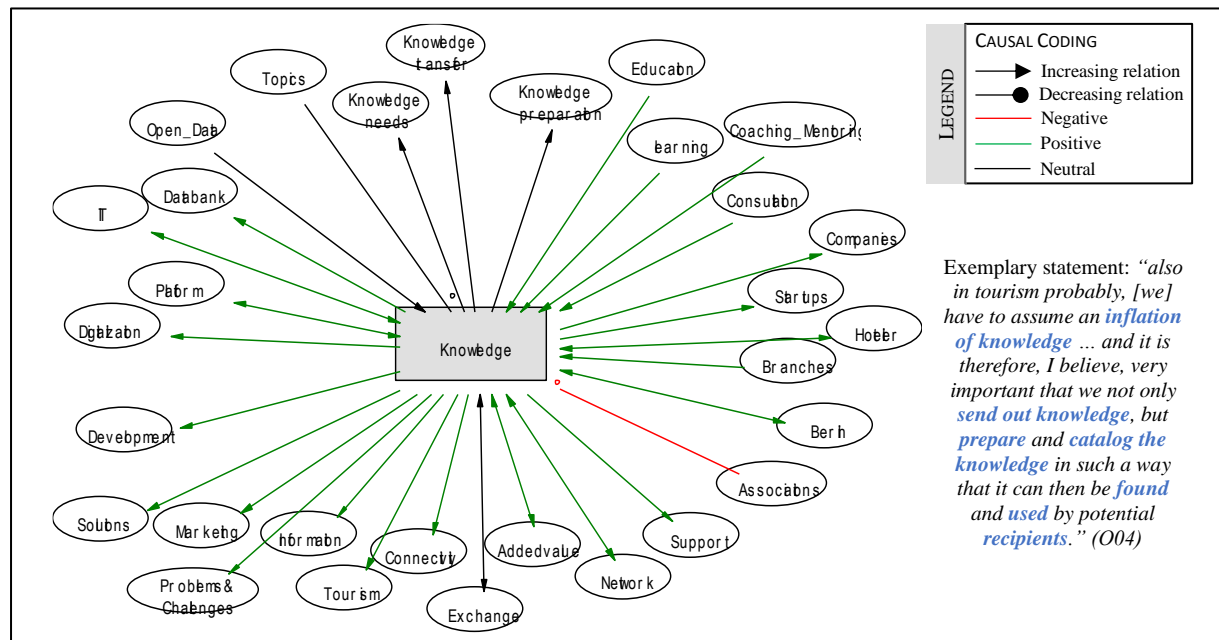 Knowledge
transfer
Topics
Education
Knowledge
needs
Knowledge
preparation
Open_Data
learning
Coaching_Mentoring
Databank
IT
Consultation
Companies
Platform
Startups
Digitalization
Hotelier
Knowledge
Branches
Development
Berlin
Associations
Solutions
Marketing
Information
Connectivity
Added value
Support
Problems &
Challenges
Tourism
Exchange
Network
LEGEND
CAUSAL CODING
Increasing relation
Decreasing relation
Negative
Positive
Neutral
Exemplary statement: “also
in tourism probably, [we]
have to assume an inflation
of knowledge … and it is
therefore, I believe, very
important that we not only
send out knowledge, but
prepare and catalog the
knowledge in such a way
that it can then be found
and used by potential
recipients.” (O04)